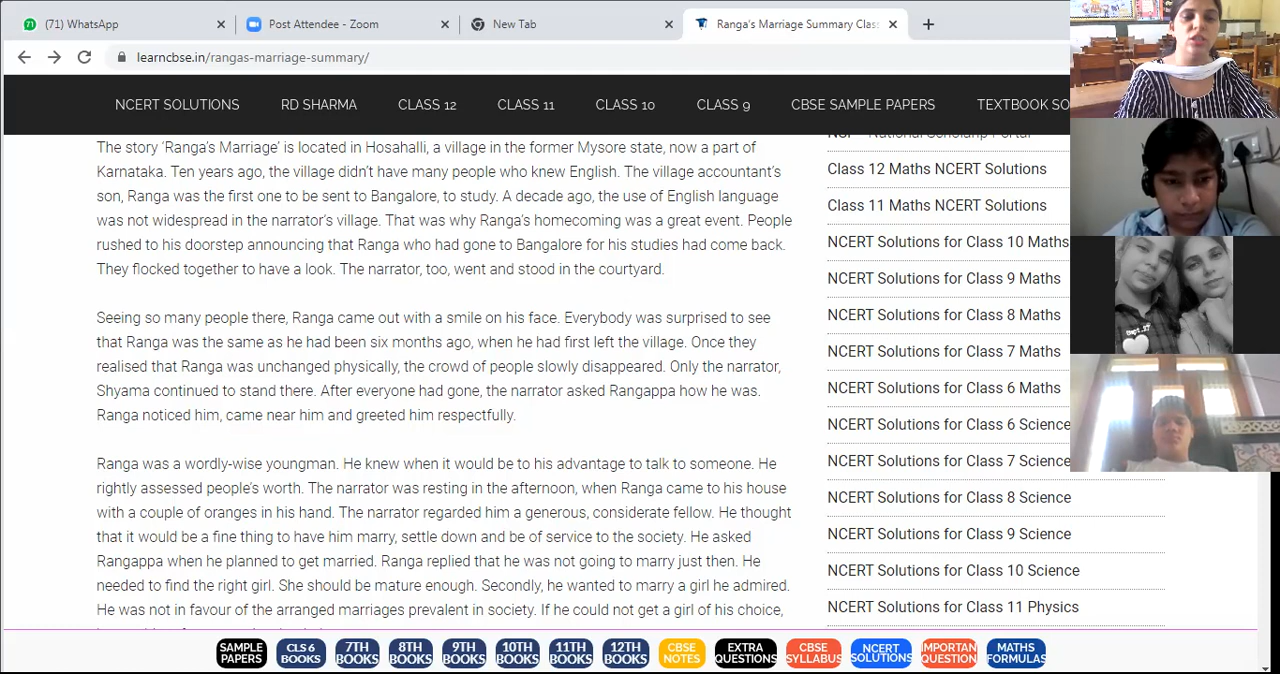 (71) WhatsApp
Post Attendee - Zoom
Tab
Ranga's Marriage Summary Clas
learncbse.in/rangas-marriage-summary/
NCERT SOLUTIONS RD SHARMA CLASS 12 CLASS 11 CLASS 10 CLASS 9 CBSE SAMPLE PAPERS TEXTBOOK SO
The story 'Ranga's Marriage' is located in Hosahalli, a village in the former Mysore state, now a part of
Karnataka. Ten years ago, the village didn't have many people who knew English. The village accountant's
son, Ranga was the first one to be sent to Bangalore, to study. A decade ago, the use of English language
was not widespread in the narrator's village. That was Ranga's homecoming was a great event. People
rushed to his doorstep announcing that Ranga who had gone to Bangalore for his studies had come back.
They flocked together to have a look. The narrator, too, went and stood in the courtyard.
Seeing so many people there, Ranga came out with a smile on his face. Everybody was surprised to see
that Ranga was the same as he had been six months ago, when he had first left the village. Once they
realised that Ranga was unchanged physically, the crowd of people slowly disappeared. Only the narrator,
Shyama continued to stand there. After everyone had gone the narrator asked Rangappa how he was.
Ranga noticed him, came near him and greeted him respectfully.
Ranga was a wordly-wise youngman. He knew when it would be to his advantage to talk to someone. He
rightly assessed people's worth. The narrator was resting in the afternoon, when Ranga came to his house
with a couple of oranges in his hand. The narrator regarded him a generous, considerate fellow. He thought
that it would be a fine thing to have him marry, settle down and be of service to the society. He asked
Rangappa when he planned to get married. Ranga replied that he was not going to marry just then. He
needed to find the right girl. She should be mature enough. Secondly, he wanted to marry a girl he admired.
He was not in favour of the arranged marriages prevalent in society. If he could not get a girl of his choice,
Class 12 Maths NCERT Solutions
Class 11 Maths NCERT Solutions
NCERT Solutions for Class 10 Maths
NCERT Solutions for Class 9 Maths
NCERT Solutions for Class 8 Maths
NCERT Solutions for Class 7 Maths
NCERT Solutions for Class 6 Maths
NCERT Solutions for Class 6 Science
NCERT Solutions for Class 7 Science
NCERT Solutions for Class 8 Science
NCERT Solutions for Class 9 Science
NCERT Solutions for Class 10 Science
NCERT Solutions for Class 11 Physics
SAMPLE PAPERS
CLS 6 BOOKS
7TH BOOKS
8TH BOOKS
9TH BOOKS
10TH BOOKS
11TH BOOKS
12TH BOOKS
CBSE NOTES
EXTRA QUESTIONS
CBSE SYLLABUS
NCERT SOLUTIONS
IMPORTAN QUESTION
MATHS FORMULAS